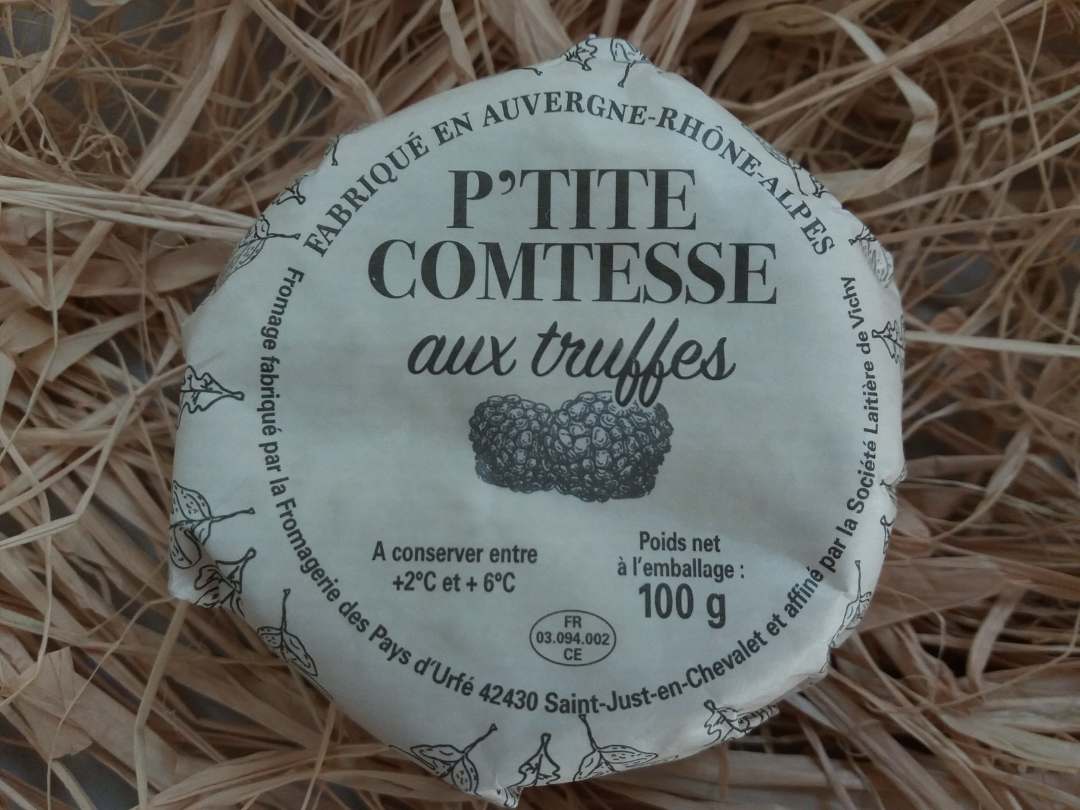 FABRIQUÉ EN AUVERGNE-RHÔNE-ALPES
P'TITE
COMTESSE
aux truffes
A conserver entre
+2°C et + 6°C
Poids net
à l'emballage :
100 g
FR
03.094.002
CE
Fromage fabriqué par la Fromagerie des Pays d'Urfé 42430 Saint-Just-en-Chevalet et affiné par la Société Laitière de Vichy